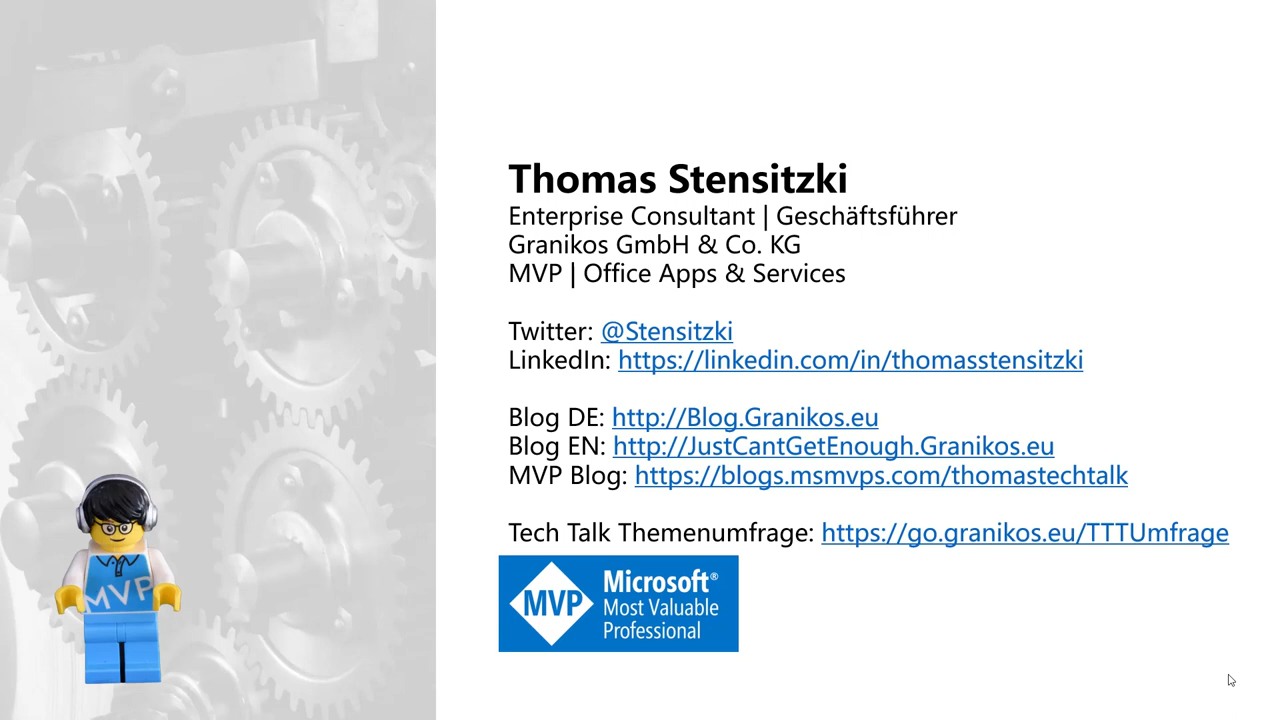 Thomas Stensitzki
Enterprise Consultant | Geschäftsführer
Granikos GmbH & Co. KG
MVP | Office Apps & Services
Twitter: @Stensitzki
LinkedIn: https://linkedin.com/in/thomasstensitzki
Blog DE: http://Blog.Granikos.eu
Blog EN: http://JustCantGetEnough.Granikos.eu
MVP Blog: https://blogs.msmvps.com/thomastechtalk
Tech Talk Themenumfrage: https://go.granikos.eu/TTTUmfrage
MVP
Microsoft®
Most Valuable
Professional
MVP